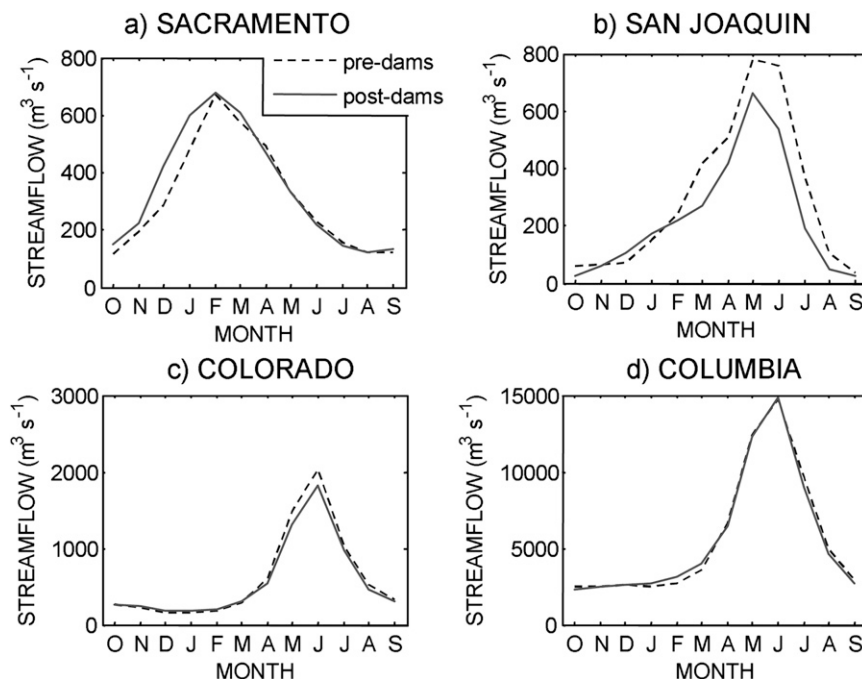 a) SACRAMENTO
b) SAN JOAQUIN
STREAMFLOW (m³ s⁻¹)
800
600
400
200
0
pre-dams
post-dams
O N D J F M A M J J A S
MONTH
STREAMFLOW (m³ s⁻¹)
800
600
400
200
0
O N D J F M A M J J A S
MONTH
c) COLORADO
d) COLUMBIA
STREAMFLOW (m³ s⁻¹)
3000
2000
1000
0
O N D J F M A M J J A S
MONTH
STREAMFLOW (m³ s⁻¹)
15000
10000
5000
0
O N D J F M A M J J A S
MONTH